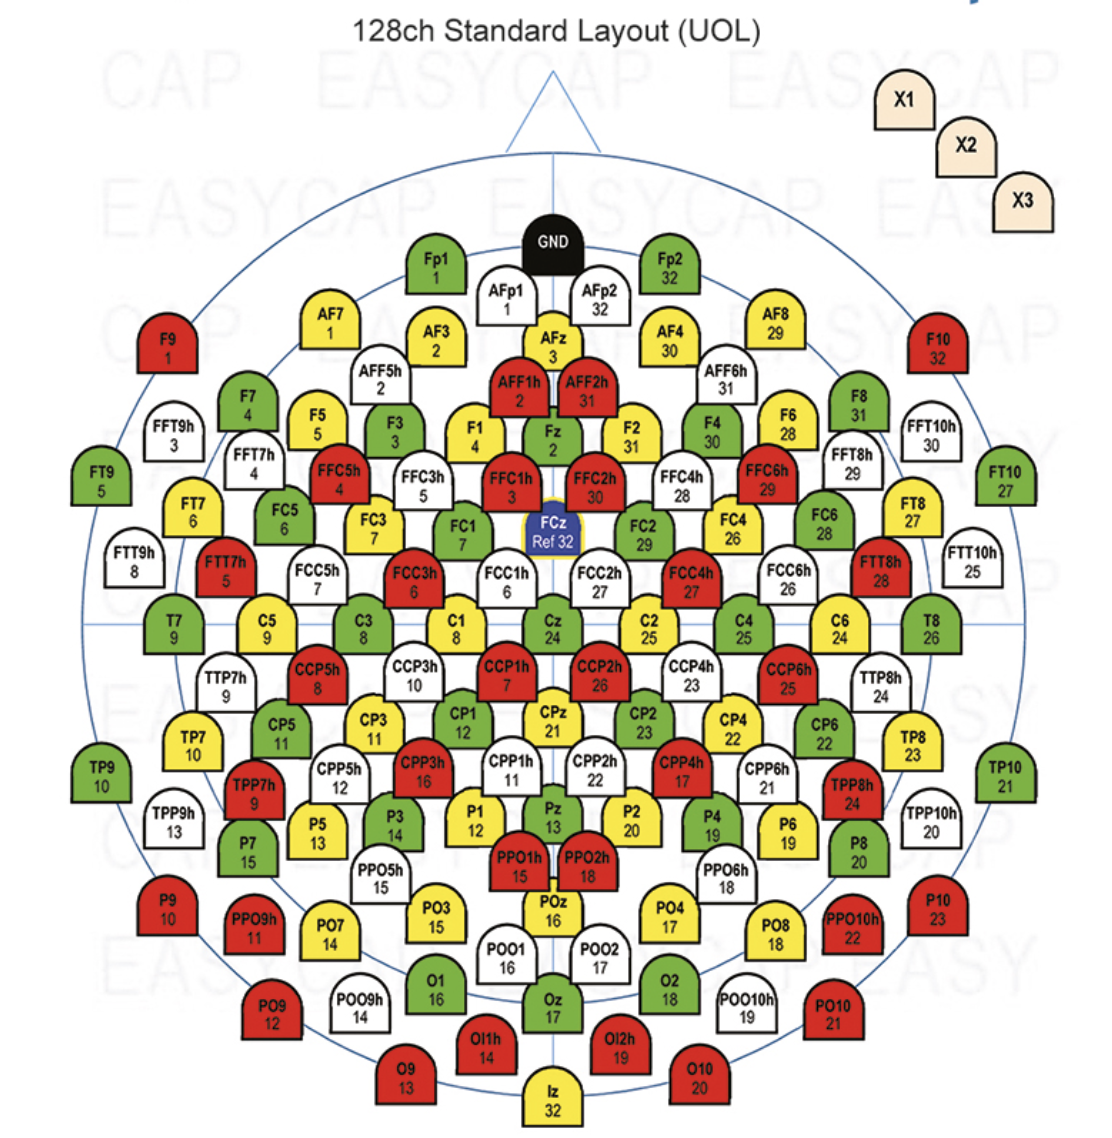 128ch Standard Layout (UOL)
CAP EASYCAP EASYCAP
X1
X2
X3
EASYCAP EASYCAP EASY
GND
Fp1
1
Fp2
32
AFp1
1
AFp2
32
AF7
1
AF3
2
AFz
3
AF4
30
AF8
29
F9
1
F10
32
AFF5h
2
AFF1h
2
AFF2h
31
AFF6h
31
F7
4
F8
31
FFT9h
3
F5
5
F3
3
F1
4
Fz
2
F2
31
F4
30
F6
28
FFT10h
30
FFT7h
4
FFT8h
29
FT9
5
FFC5h
4
FFC3h
5
FFC1h
3
FFC2h
30
FFC4h
28
FFC6h
29
FT10
27
FT7
6
FC5
6
FC3
7
FC1
7
FCz
Ref 32
FC2
29
FC4
26
FC6
28
FT8
27
FTT9h
8
FTT7h
5
FCC5h
7
FCC3h
6
FCC1h
6
FCC2h
27
FCC4h
27
FCC6h
26
FTT8h
28
FTT10h
25
T7
9
C5
9
C3
8
C1
8
Cz
24
C2
25
C4
25
C6
24
T8
26
TTP7h
9
CCP5h
8
CCP3h
10
CCP1h
7
CCP2h
26
CCP4h
23
CCP6h
25
TTP8h
24
TP7
10
CP5
11
CP3
11
CP1
12
CPz
21
CP2
23
CP4
22
CP6
22
TP8
23
TP9
10
TPP7h
9
CPP5h
12
CPP3h
16
CPP1h
11
CPP2h
22
CPP4h
17
CPP6h
21
TPP8h
24
TP10
21
TPP9h
13
P7
15
P5
13
P3
14
P1
12
Pz
13
P2
20
P4
19
P6
19
P8
20
TPP10h
20
PPO5h
15
PPO1h
15
PPO2h
18
PPO6h
18
P9
10
PPO9h
11
PO7
14
PO3
15
POz
16
PO4
17
PO8
18
PPO10h
22
P10
23
POO1
16
POO2
17
O1
16
Oz
17
O2
18
PO9
12
POO9h
14
POO10h
19
PO10
21
OI1h
14
OI2h
19
O9
13
Iz
32
O10
20